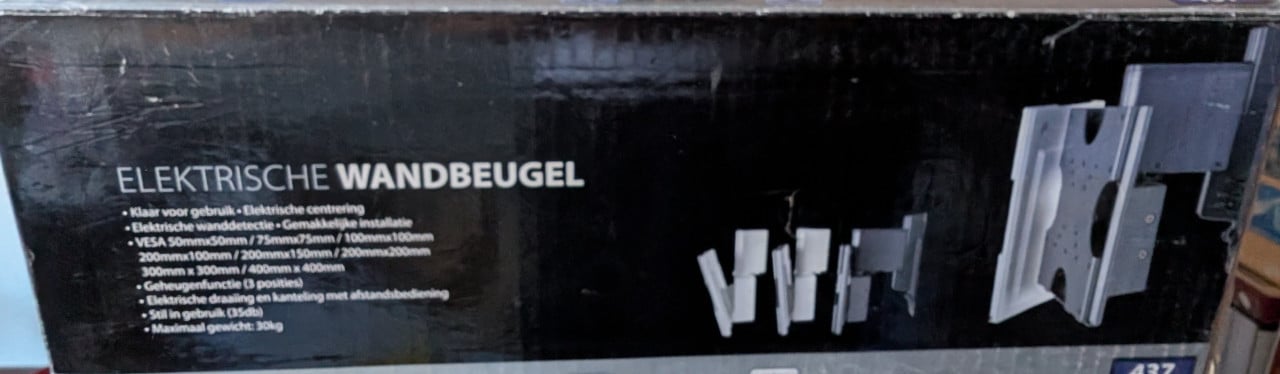 ELEKTRISCHE WANDBEUGEL
• Klaar voor gebruik • Elektrische centrering
• Elektrische wanddetectie • Gemakkelijke installatie
• VESA 50mmx50mm / 75mmx75mm / 100mmx100mm
200mmx100mm / 200mmx150mm / 200mmx200mm
300mm x 300mm / 400mm x 400mm
• Geheugenfunctie (3 posities)
• Elektrische draaiing en kanteling met afstandsbediening
• Stil in gebruik (35db)
• Maximaal gewicht: 30kg
437